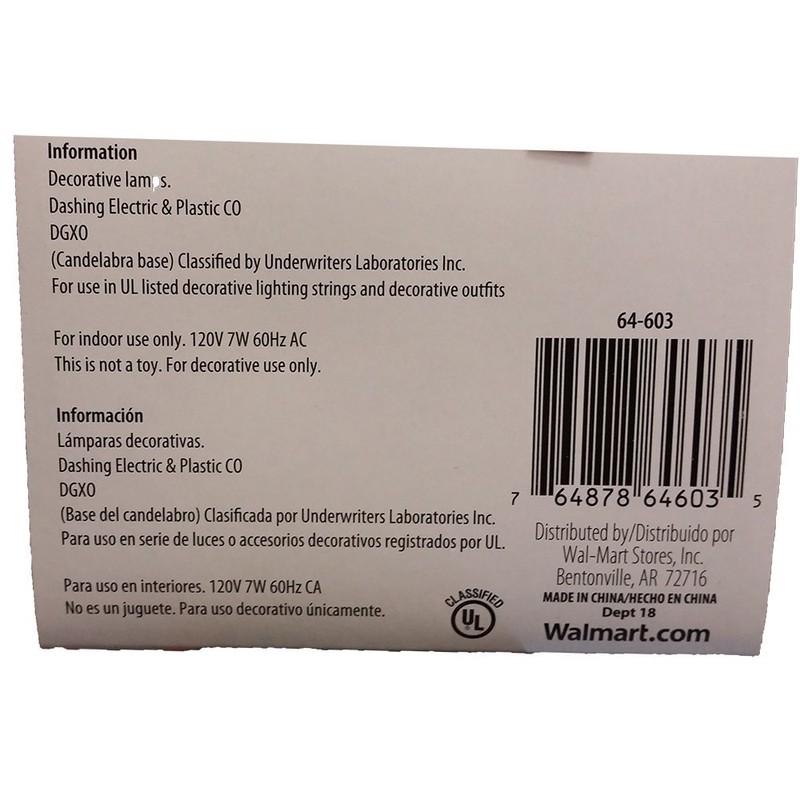 Information
Decorative lamps.
Dashing Electric & Plastic CO
DGXO
(Candelabra base) Classified by Underwriters Laboratories Inc.
For use in UL listed decorative lighting strings and decorative outfits
For indoor use only. 120V 7W 60Hz AC
This is not a toy. For decorative use only.
Información
Lámparas decorativas.
Dashing Electric & Plastic CO
DGXO
(Base del candelabro) Clasificada por Underwriters Laboratories Inc.
Para uso en serie de luces o accesorios decorativos registrados por UL.
Para uso en interiores. 120V 7W 60Hz CA
No es un juguete. Para uso decorativo únicamente.
CLASSIFIED
UL
64-603
7 64878 64603 5
Distributed by/Distribuido por
Wal-Mart Stores, Inc.
Bentonville, AR 72716
MADE IN CHINA/HECHO EN CHINA
Dept 18
Walmart.com